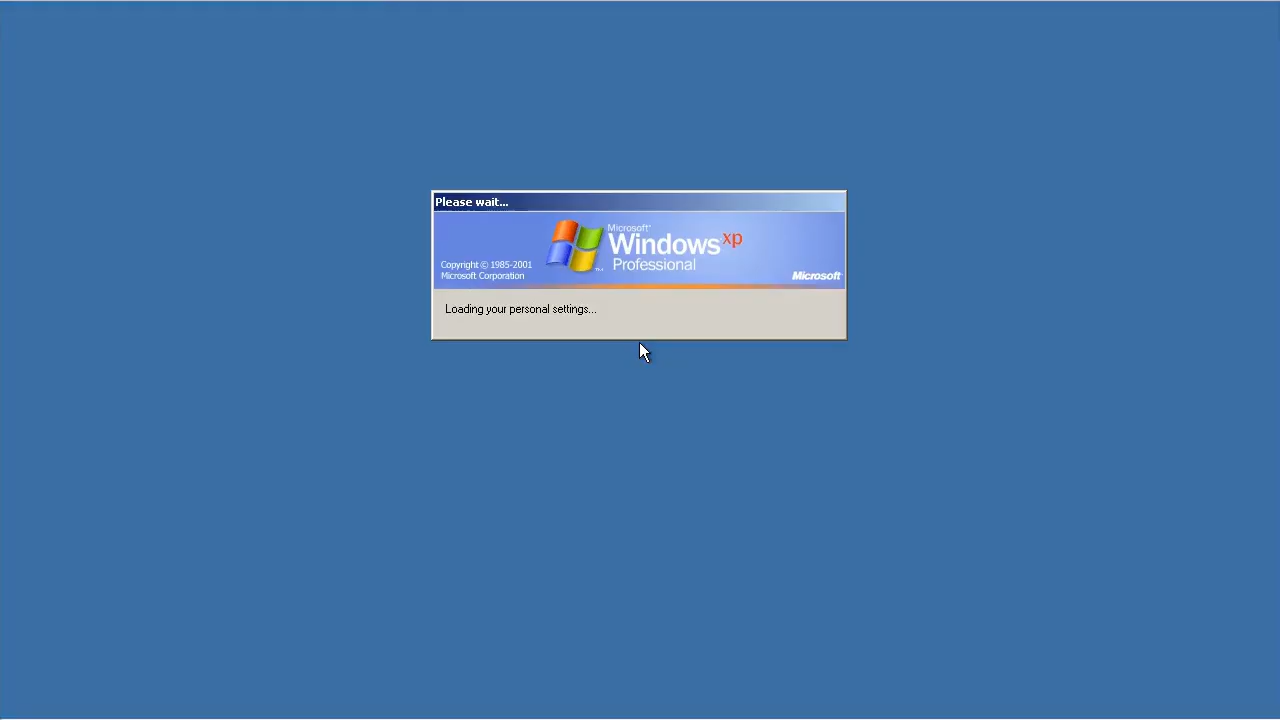 Please wait...
Microsoft®
Windows xp
Professional
Copyright © 1985-2001
Microsoft Corporation
Microsoft
Loading your personal settings...